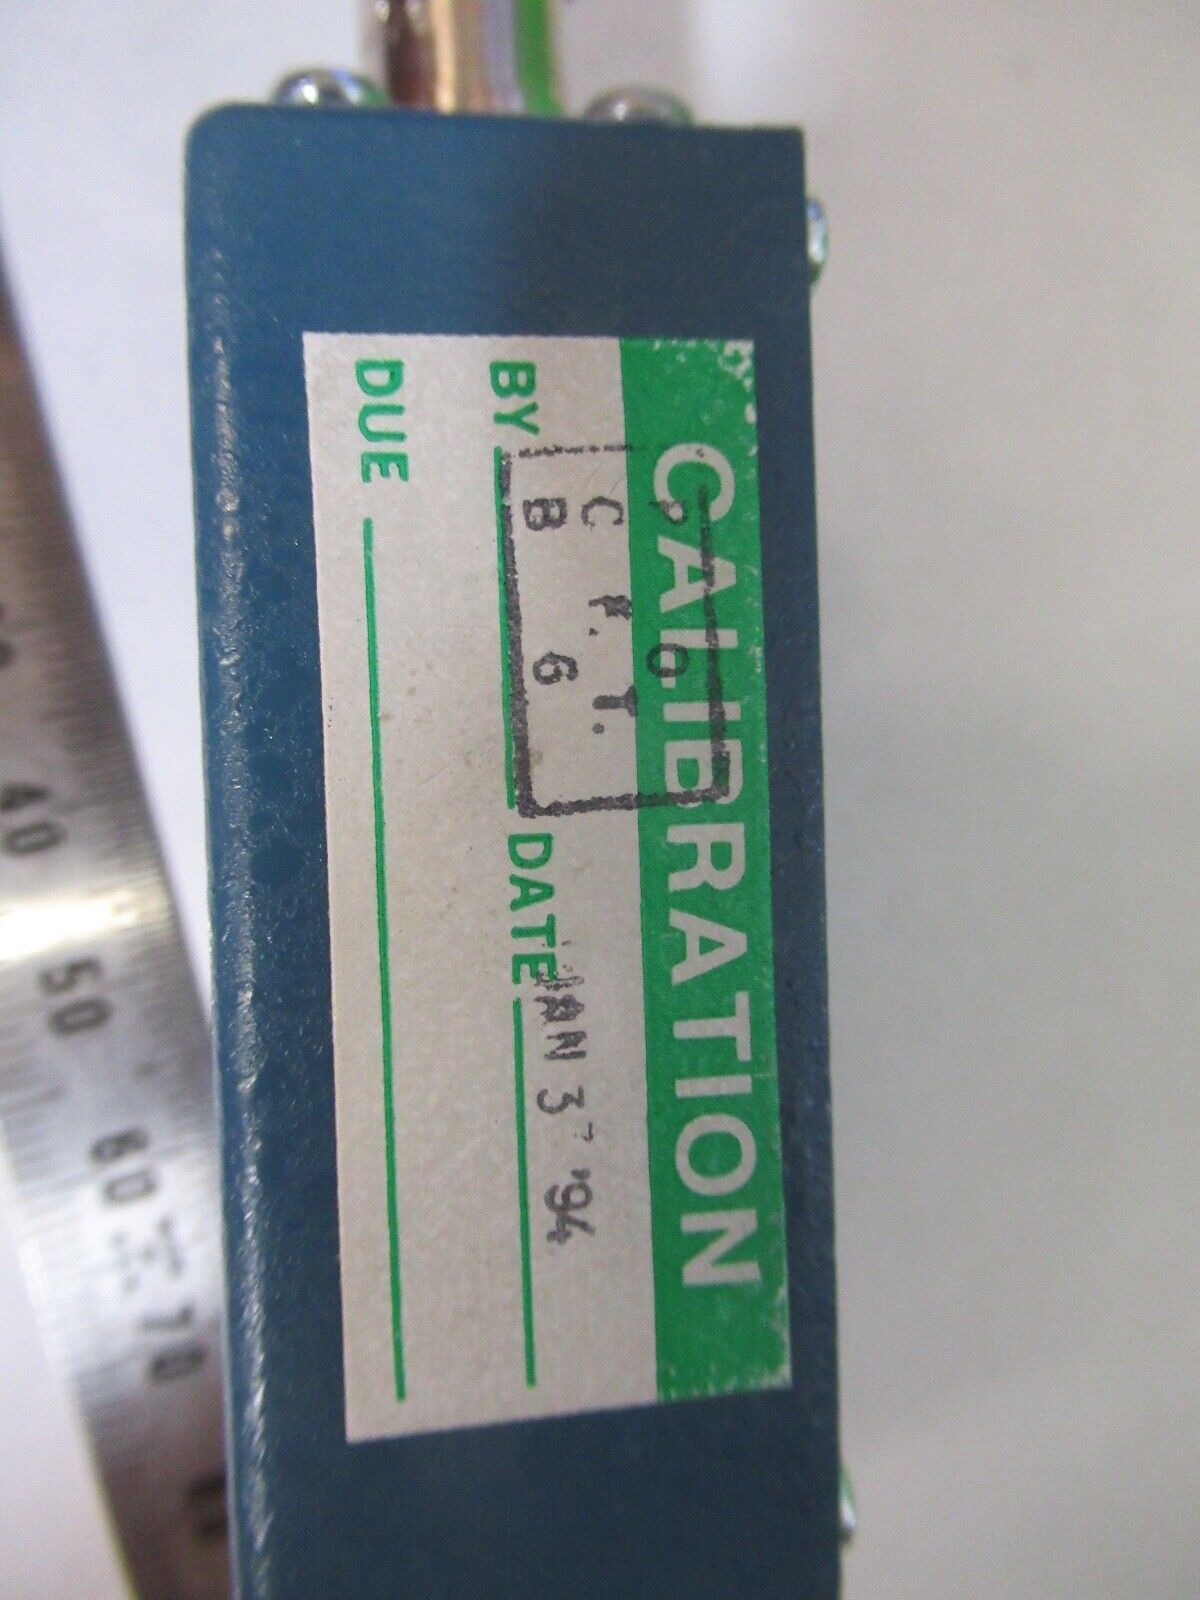 CALIBRATION
P O.
C F. T.
B 6
BY DATE JAN 3 '94
DUE
40
50
60
70